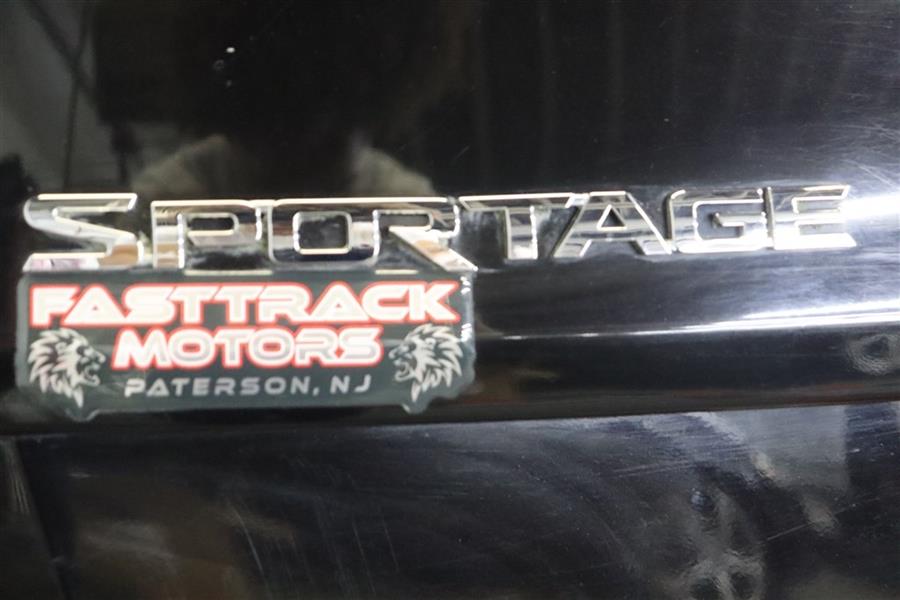 SPORTAGE
FASTTRACK
MOTORS
PATERSON, NJ